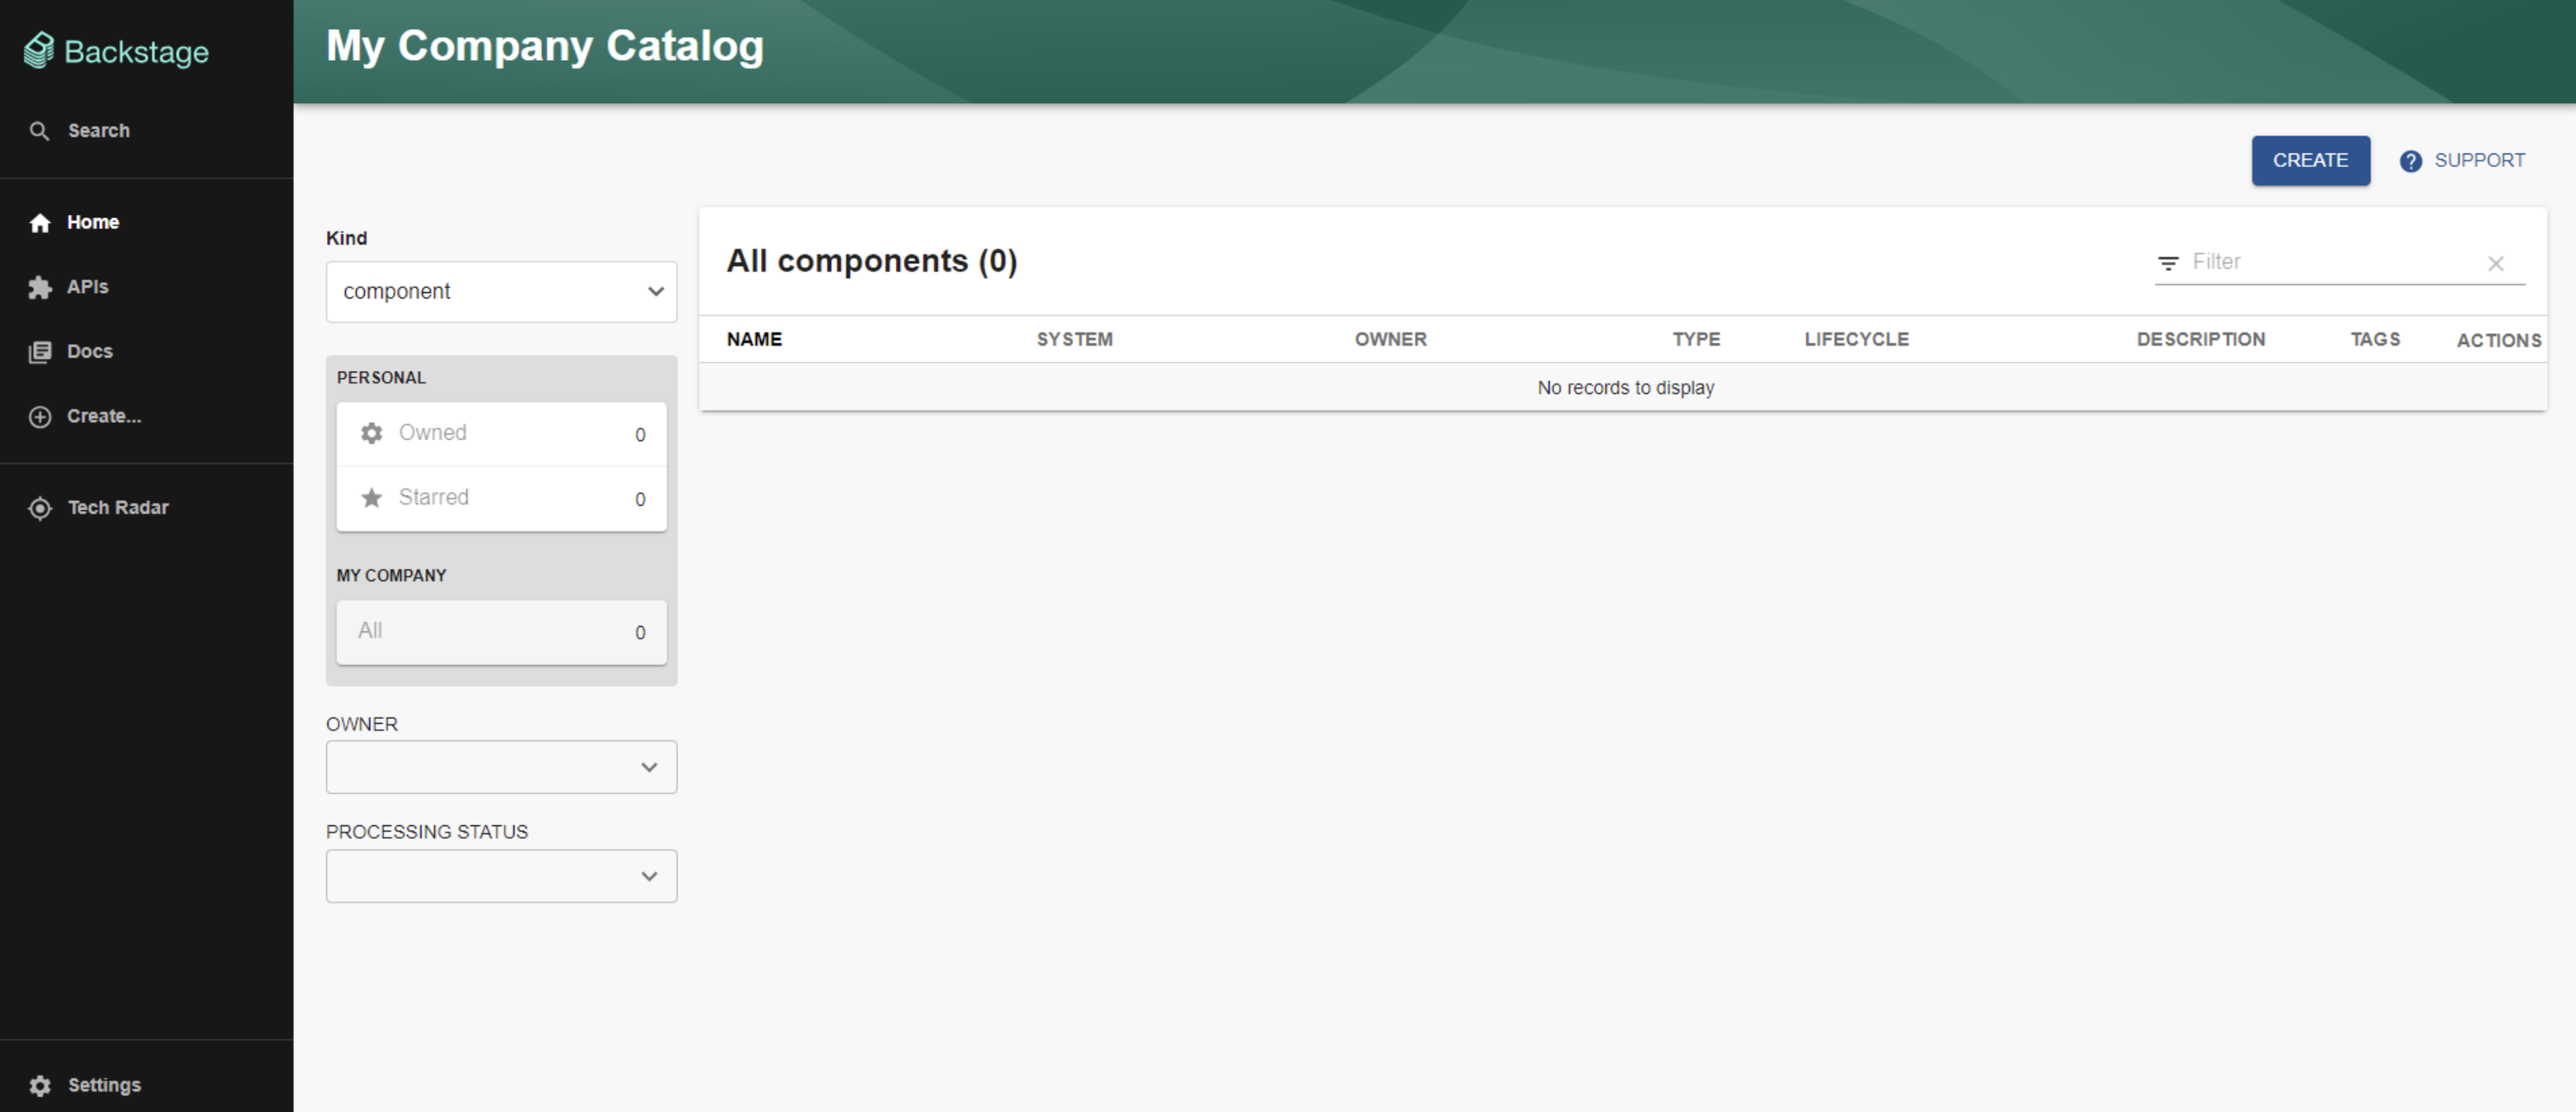 Backstage
Search
Home
APIs
Docs
Create...
Tech Radar
Settings
My Company Catalog
CREATE
SUPPORT
Kind
component
PERSONAL
Owned 0
Starred 0
MY COMPANY
All 0
OWNER
PROCESSING STATUS
All components (0)
Filter
NAME SYSTEM OWNER TYPE LIFECYCLE DESCRIPTION TAGS ACTIONS
No records to display